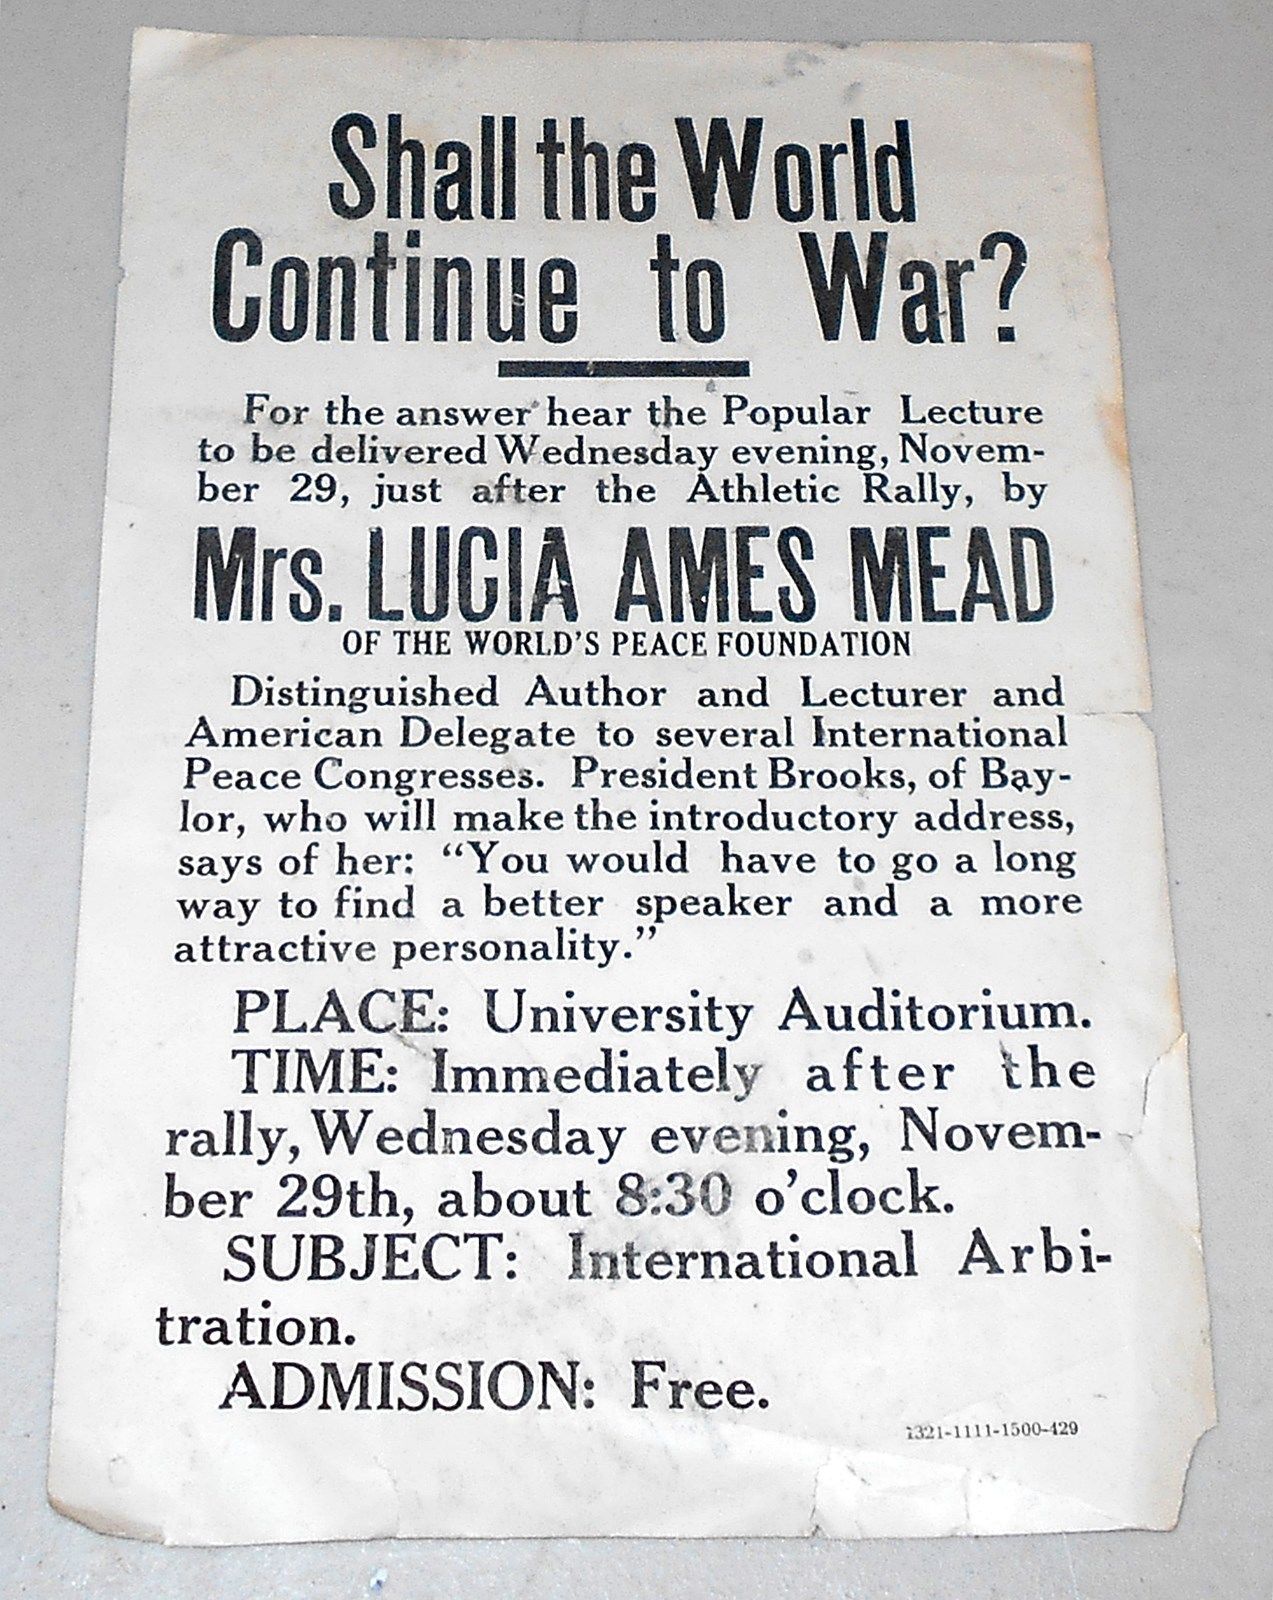 Shall the World
Continue to War?
For the answer hear the Popular Lecture
to be delivered Wednesday evening, Novem-
ber 29, just after the Athletic Rally, by
Mrs. LUCIA AMES MEAD
OF THE WORLD'S PEACE FOUNDATION
Distinguished Author and Lecturer and
American Delegate to several International
Peace Congresses. President Brooks, of Bay-
lor, who will make the introductory address,
says of her: "You would have to go a long
way to find a better speaker and a more
attractive personality."
PLACE: University Auditorium.
TIME: Immediately after the
rally, Wednesday evening, Novem-
ber 29th, about 8:30 o'clock.
SUBJECT: International Arbi-
tration.
ADMISSION: Free.
1321-1111-1500-429